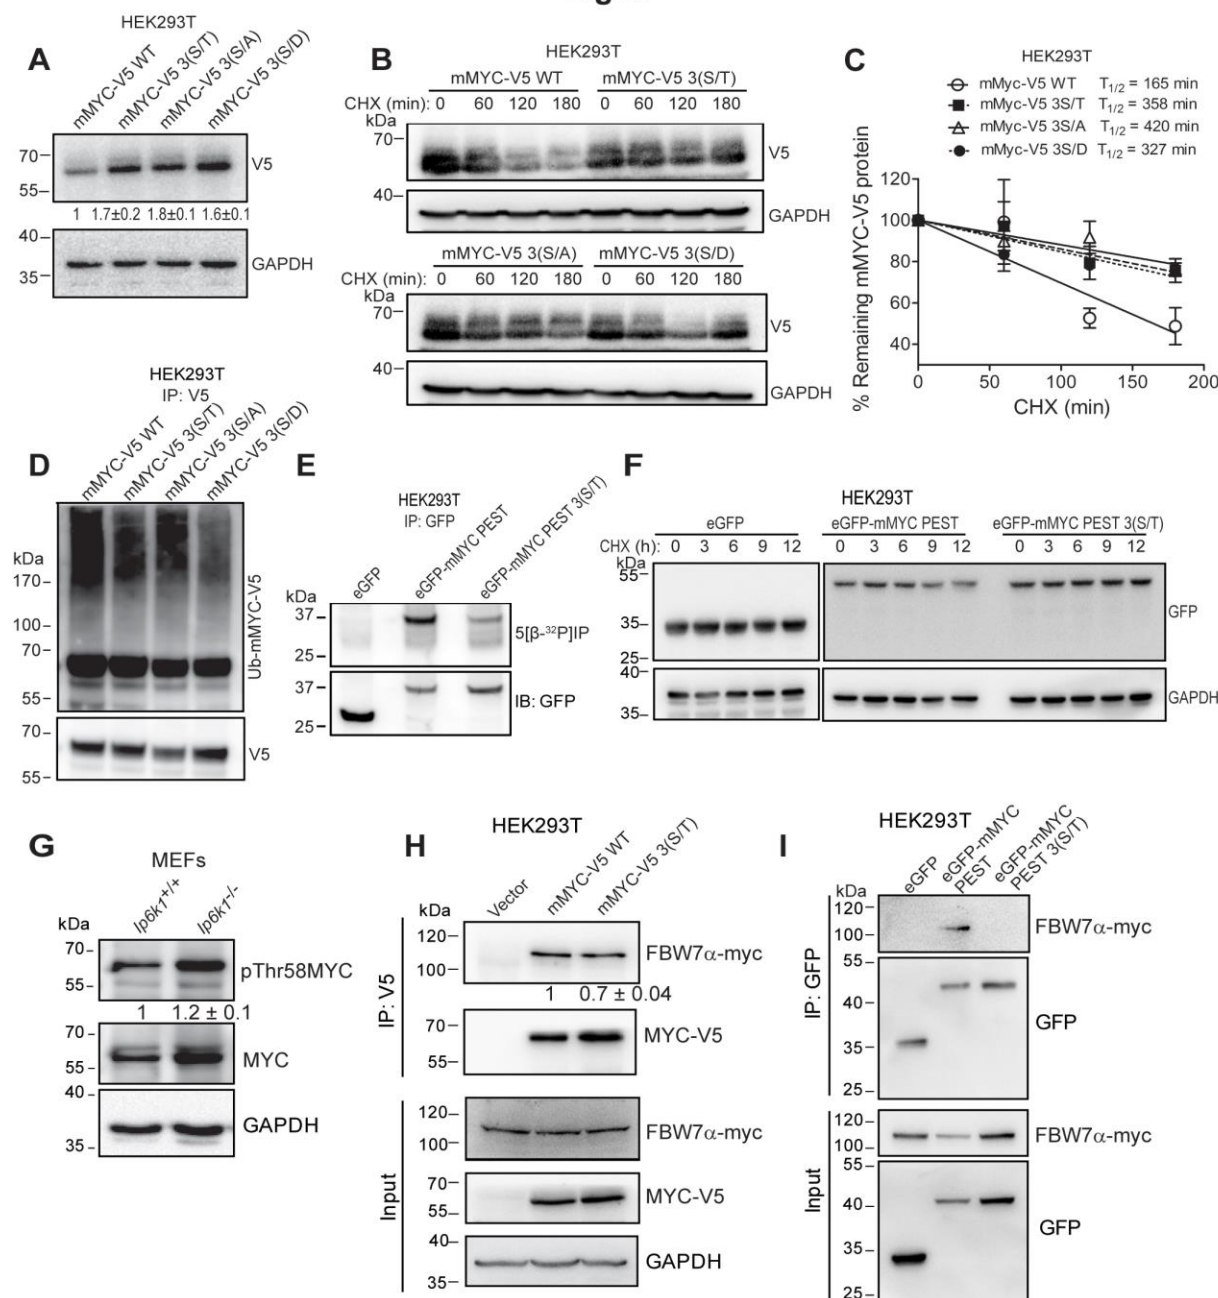 A
HEK293T
mMYC-V5 WT
mMYC-V5 3(S/T)
mMYC-V5 3(S/A)
mMYC-V5 3(S/D)
70
55
V5
1 1.7±0.2 1.8±0.1 1.6±0.1
40
35
GAPDH
B
HEK293T
mMYC-V5 WT mMYC-V5 3(S/T)
CHX (min): 0 60 120 180 0 60 120 180
kDa
70
V5
40
GAPDH
mMYC-V5 3(S/A) mMYC-V5 3(S/D)
CHX (min): 0 60 120 180 0 60 120 180
kDa
70
V5
40
GAPDH
C
HEK293T
mMyc-V5 WT T1/2 = 165 min
mMyc-V5 3S/T T1/2 = 358 min
mMyc-V5 3S/A T1/2 = 420 min
mMyc-V5 3S/D T1/2 = 327 min
% Remaining mMYC-V5 protein
120
100
80
60
40
0 50 100 150 200
CHX (min)
D
HEK293T
IP: V5
mMYC-V5 WT
mMYC-V5 3(S/T)
mMYC-V5 3(S/A)
mMYC-V5 3(S/D)
kDa
170
100
70
55
Ub-mMYC-V5
70
55
V5
E
HEK293T
IP: GFP
eGFP
eGFP-mMYC PEST
eGFP-mMYC PEST 3(S/T)
kDa
37
25
5[β-32P]IP
37
25
IB: GFP
F
HEK293T
eGFP eGFP-mMYC PEST eGFP-mMYC PEST 3(S/T)
CHX (h): 0 3 6 9 12 0 3 6 9 12 0 3 6 9 12
kDa
55
35
25
GFP
40
35
GAPDH
G
MEFs
Ip6k1+/+
Ip6k1-/-
kDa
70
55
pThr58MYC
1 1.2 ± 0.1
70
55
MYC
40
35
GAPDH
H
HEK293T
Vector
mMYC-V5 WT
mMYC-V5 3(S/T)
kDa
IP: V5
120
100
FBW7α-myc
1 0.7 ± 0.04
70
55
MYC-V5
Input
120
100
FBW7α-myc
70
55
MYC-V5
40
35
GAPDH
I
HEK293T
eGFP
eGFP-mMYC
PEST
eGFP-mMYC
PEST 3(S/T)
kDa
IP: GFP
120
100
FBW7α-myc
55
40
35
25
GFP
Input
120
100
FBW7α-myc
55
40
35
25
GFP